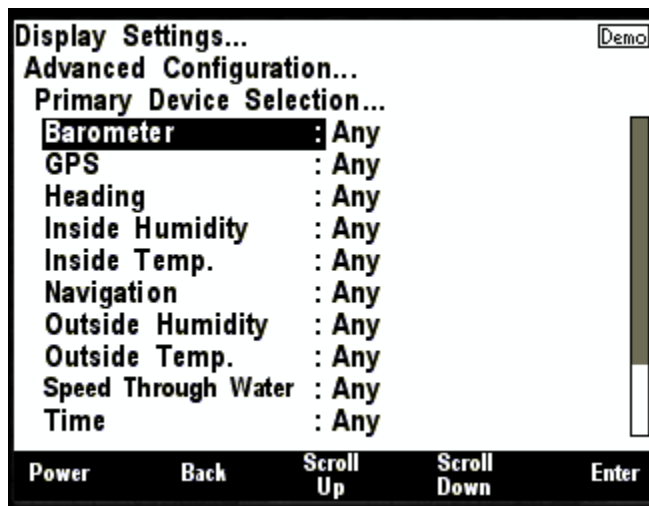 Display Settings... Demo
Advanced Configuration...
Primary Device Selection...
Barometer : Any
GPS : Any
Heading : Any
Inside Humidity : Any
Inside Temp. : Any
Navigation : Any
Outside Humidity : Any
Outside Temp. : Any
Speed Through Water : Any
Time : Any
Power Back Scroll Up Scroll Down Enter